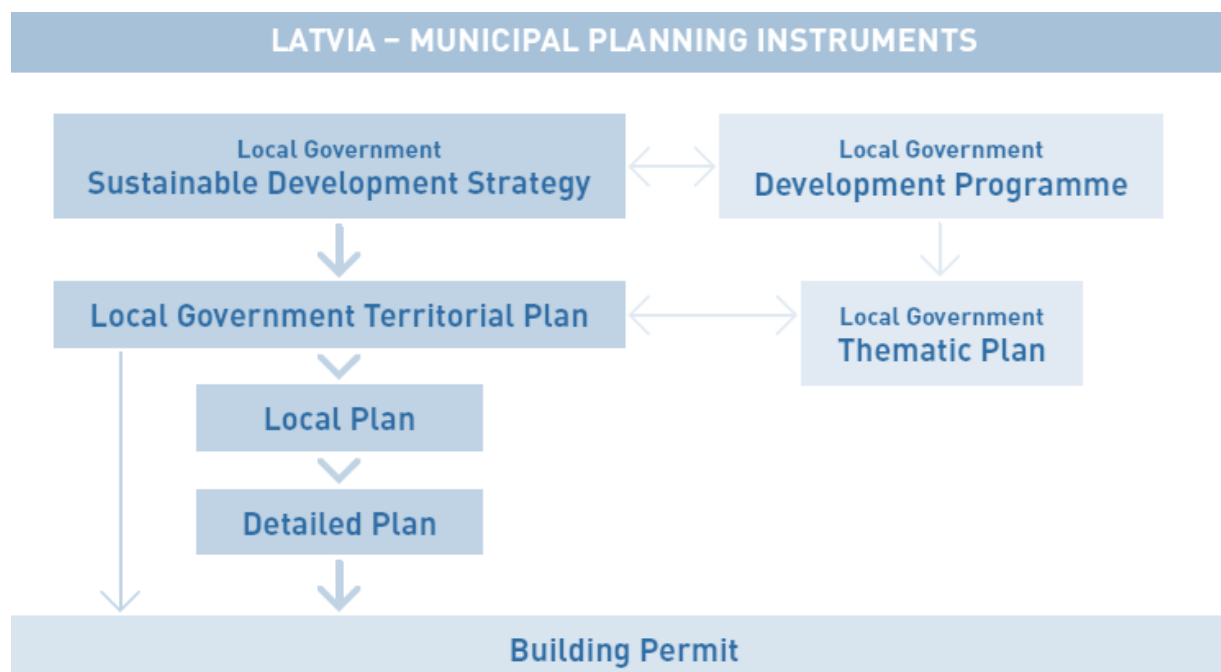 LATVIA – MUNICIPAL PLANNING INSTRUMENTS
Local Government
Sustainable Development Strategy
Local Government
Development Programme
Local Government Territorial Plan
Local Government
Thematic Plan
Local Plan
Detailed Plan
Building Permit